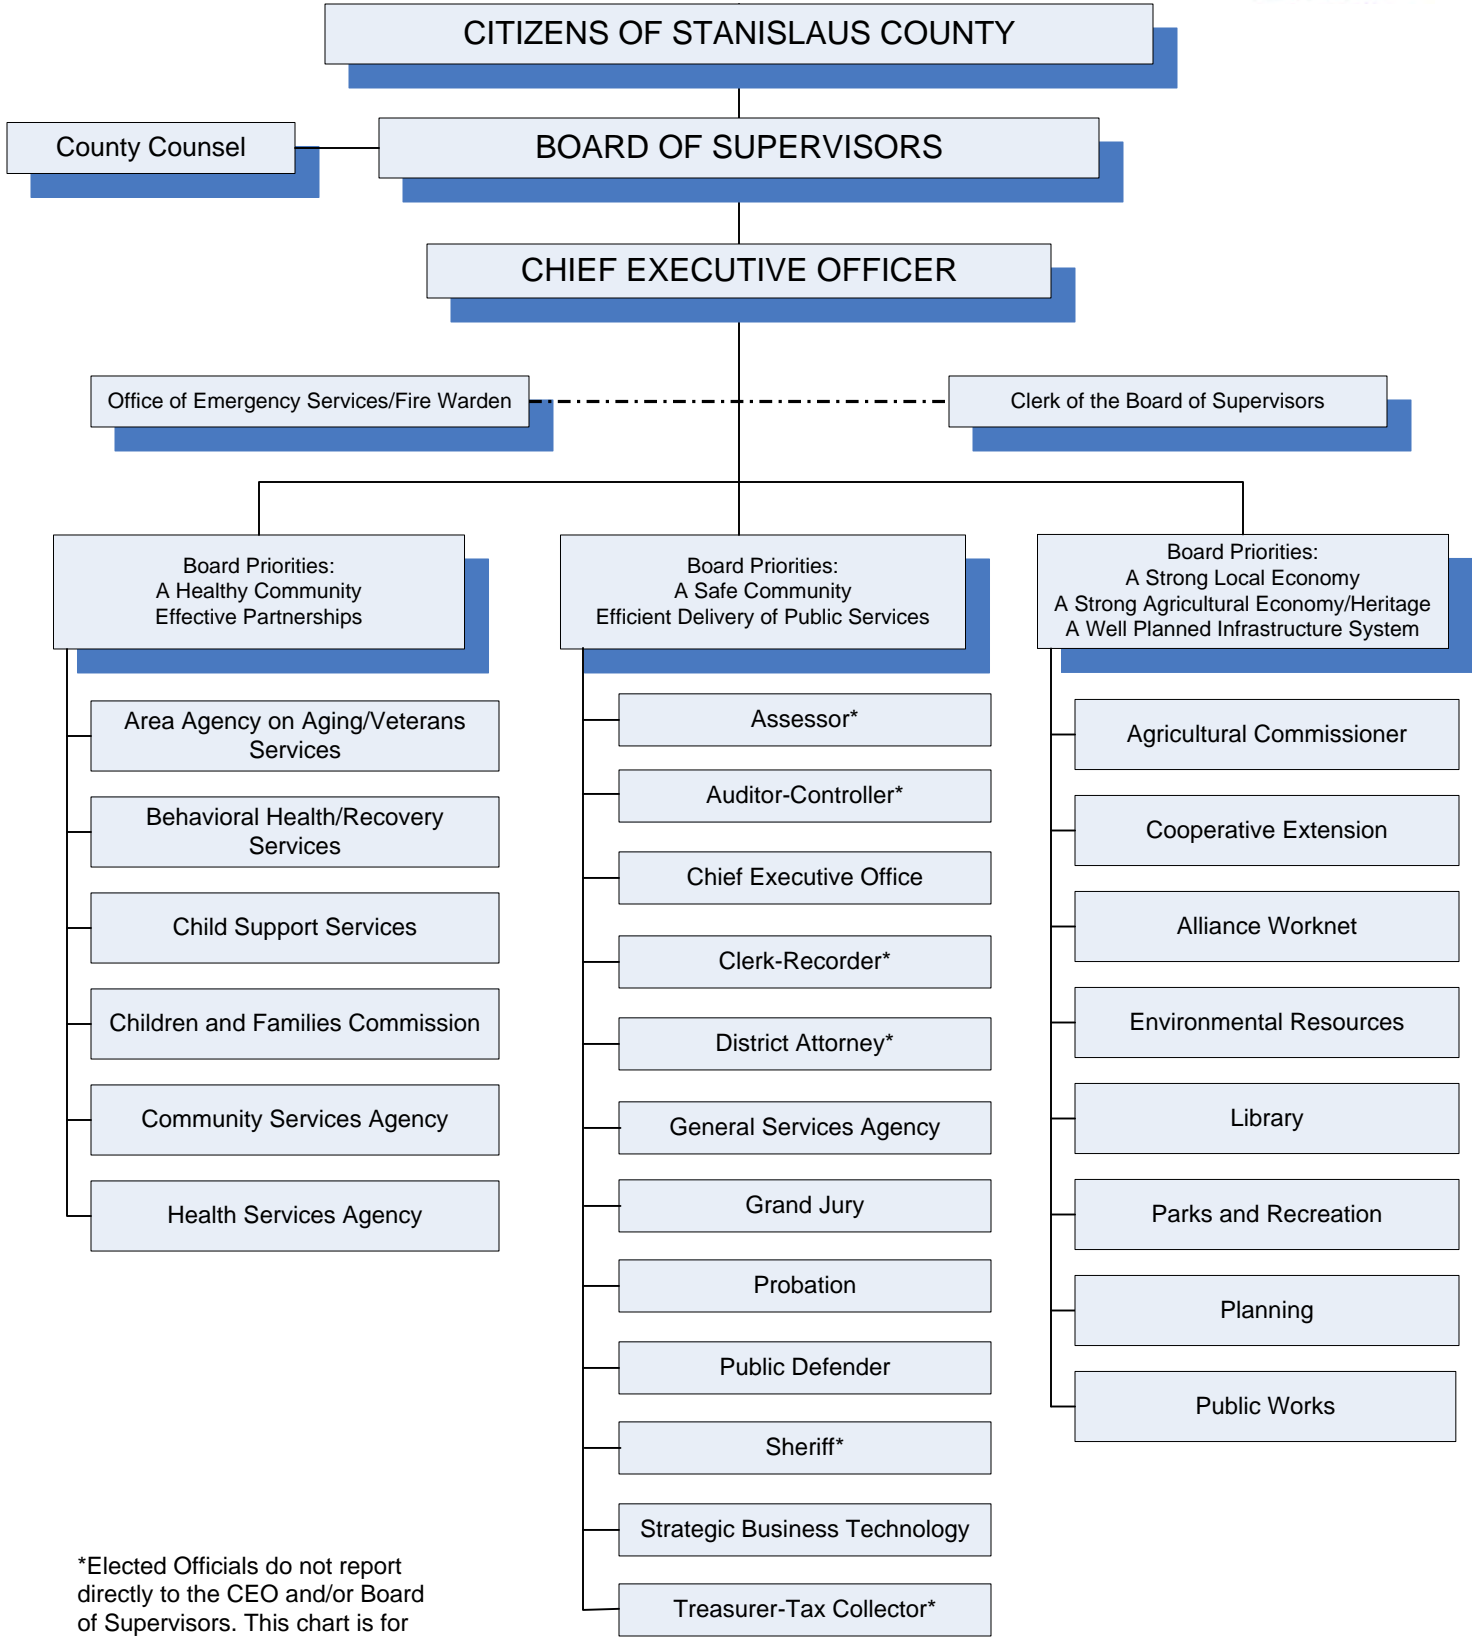 CITIZENS OF STANISLAUS COUNTY
County Counsel
BOARD OF SUPERVISORS
CHIEF EXECUTIVE OFFICER
Office of Emergency Services/Fire Warden
Clerk of the Board of Supervisors
Board Priorities:
A Healthy Community
Effective Partnerships
Area Agency on Aging/Veterans
Services
Behavioral Health/Recovery
Services
Child Support Services
Children and Families Commission
Community Services Agency
Health Services Agency
Board Priorities:
A Safe Community
Efficient Delivery of Public Services
Assessor*
Auditor-Controller*
Chief Executive Office
Clerk-Recorder*
District Attorney*
General Services Agency
Grand Jury
Probation
Public Defender
Sheriff*
Strategic Business Technology
Treasurer-Tax Collector*
Board Priorities:
A Strong Local Economy
A Strong Agricultural Economy/Heritage
A Well Planned Infrastructure System
Agricultural Commissioner
Cooperative Extension
Alliance Worknet
Environmental Resources
Library
Parks and Recreation
Planning
Public Works
*Elected Officials do not report
directly to the CEO and/or Board
of Supervisors. This chart is for